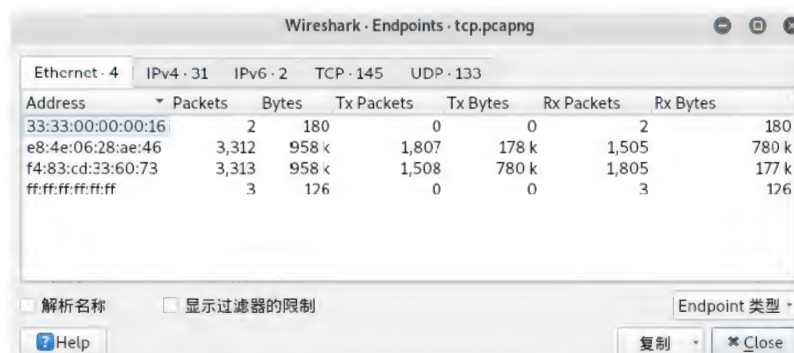 Wireshark · Endpoints · tcp.pcapng
Ethernet · 4 IPv4 · 31 IPv6 · 2 TCP · 145 UDP · 133
Address Packets Bytes Tx Packets Tx Bytes Rx Packets Rx Bytes
33:33:00:00:00:16 2 180 0 0 2 180
e8:4e:06:28:ae:46 3,312 958 k 1,807 178 k 1,505 780 k
f4:83:cd:33:60:73 3,313 958 k 1,508 780 k 1,805 177 k
ff:ff:ff:ff:ff:ff 3 126 0 0 3 126
解析名称 显示过滤器的限制 Endpoint 类型
Help 复制 Close